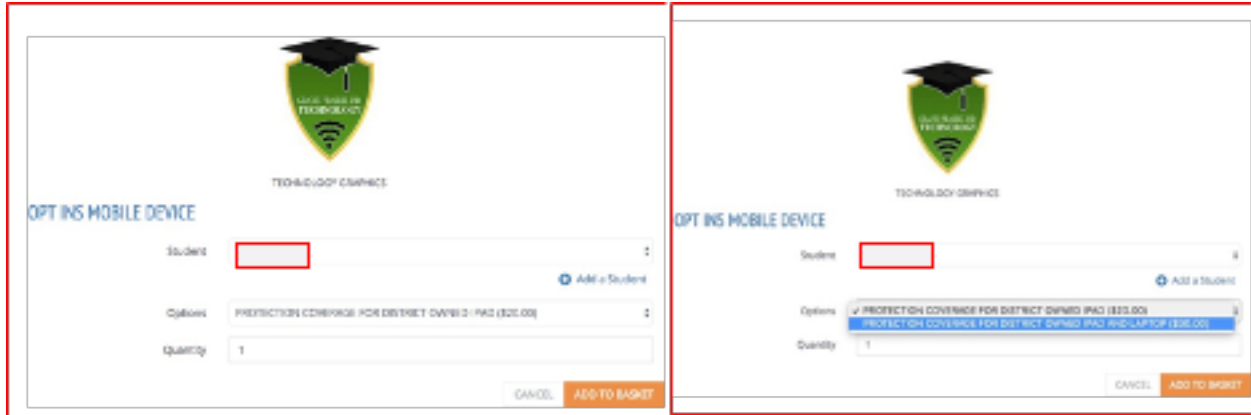 TECHNOLOGY
TECHNOLOGY GRAPHICS
OPT INS MOBILE DEVICE
Student
Add a Student
Options PROTECTION COVERAGE FOR DISTRICT OWNED IPAD ($20.00)
Quantity 1
CANCEL ADD TO BASKET
TECHNOLOGY
TECHNOLOGY GRAPHICS
OPT INS MOBILE DEVICE
Student
Add a Student
Options ✓ PROTECTION COVERAGE FOR DISTRICT OWNED IPAD ($20.00)
PROTECTION COVERAGE FOR DISTRICT OWNED IPAD AND LAPTOP
Quantity 1
CANCEL ADD TO BASKET